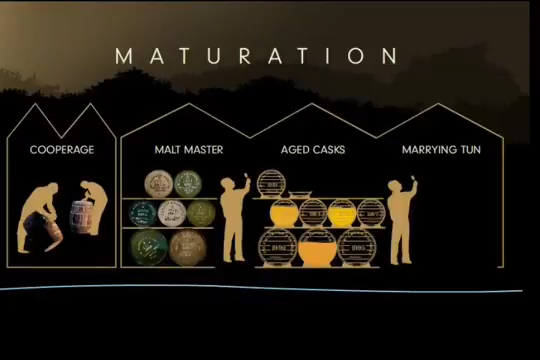 MATURATION
COOPERAGE
MALT MASTER
AGED CASKS
MARRYING TUN